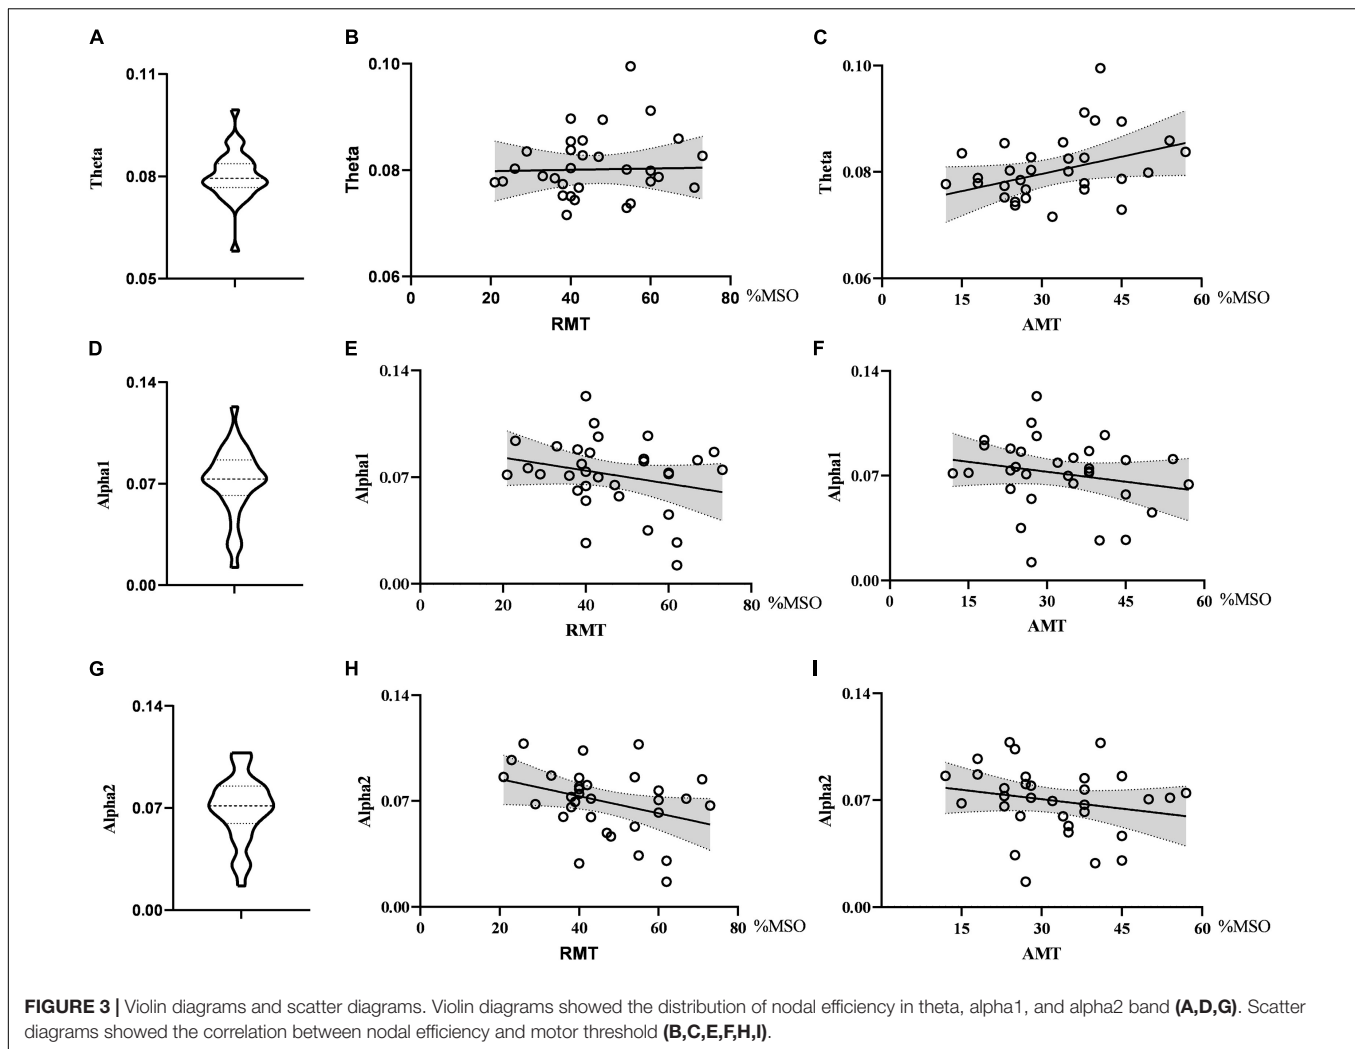 A
B
C
0.11
0.08
0.05
Theta
0.10
0.08
0.06
Theta
0 20 40 60 80 %MSO
RMT
0.10
0.08
0.06
Theta
0 15 30 45 60 %MSO
AMT
D
E
F
0.14
0.07
0.00
Alpha1
0.14
0.07
0.00
Alpha1
0 20 40 60 80 %MSO
RMT
0.14
0.07
0.00
Alpha1
0 15 30 45 60 %MSO
AMT
G
H
I
0.14
0.07
0.00
Alpha2
0.14
0.07
0.00
Alpha2
0 20 40 60 80 %MSO
RMT
0.14
0.07
0.00
Alpha2
15 30 45 60 %MSO
AMT
FIGURE 3 | Violin diagrams and scatter diagrams. Violin diagrams showed the distribution of nodal efficiency in theta, alpha1, and alpha2 band (A,D,G). Scatter
diagrams showed the correlation between nodal efficiency and motor threshold (B,C,E,F,H,I).